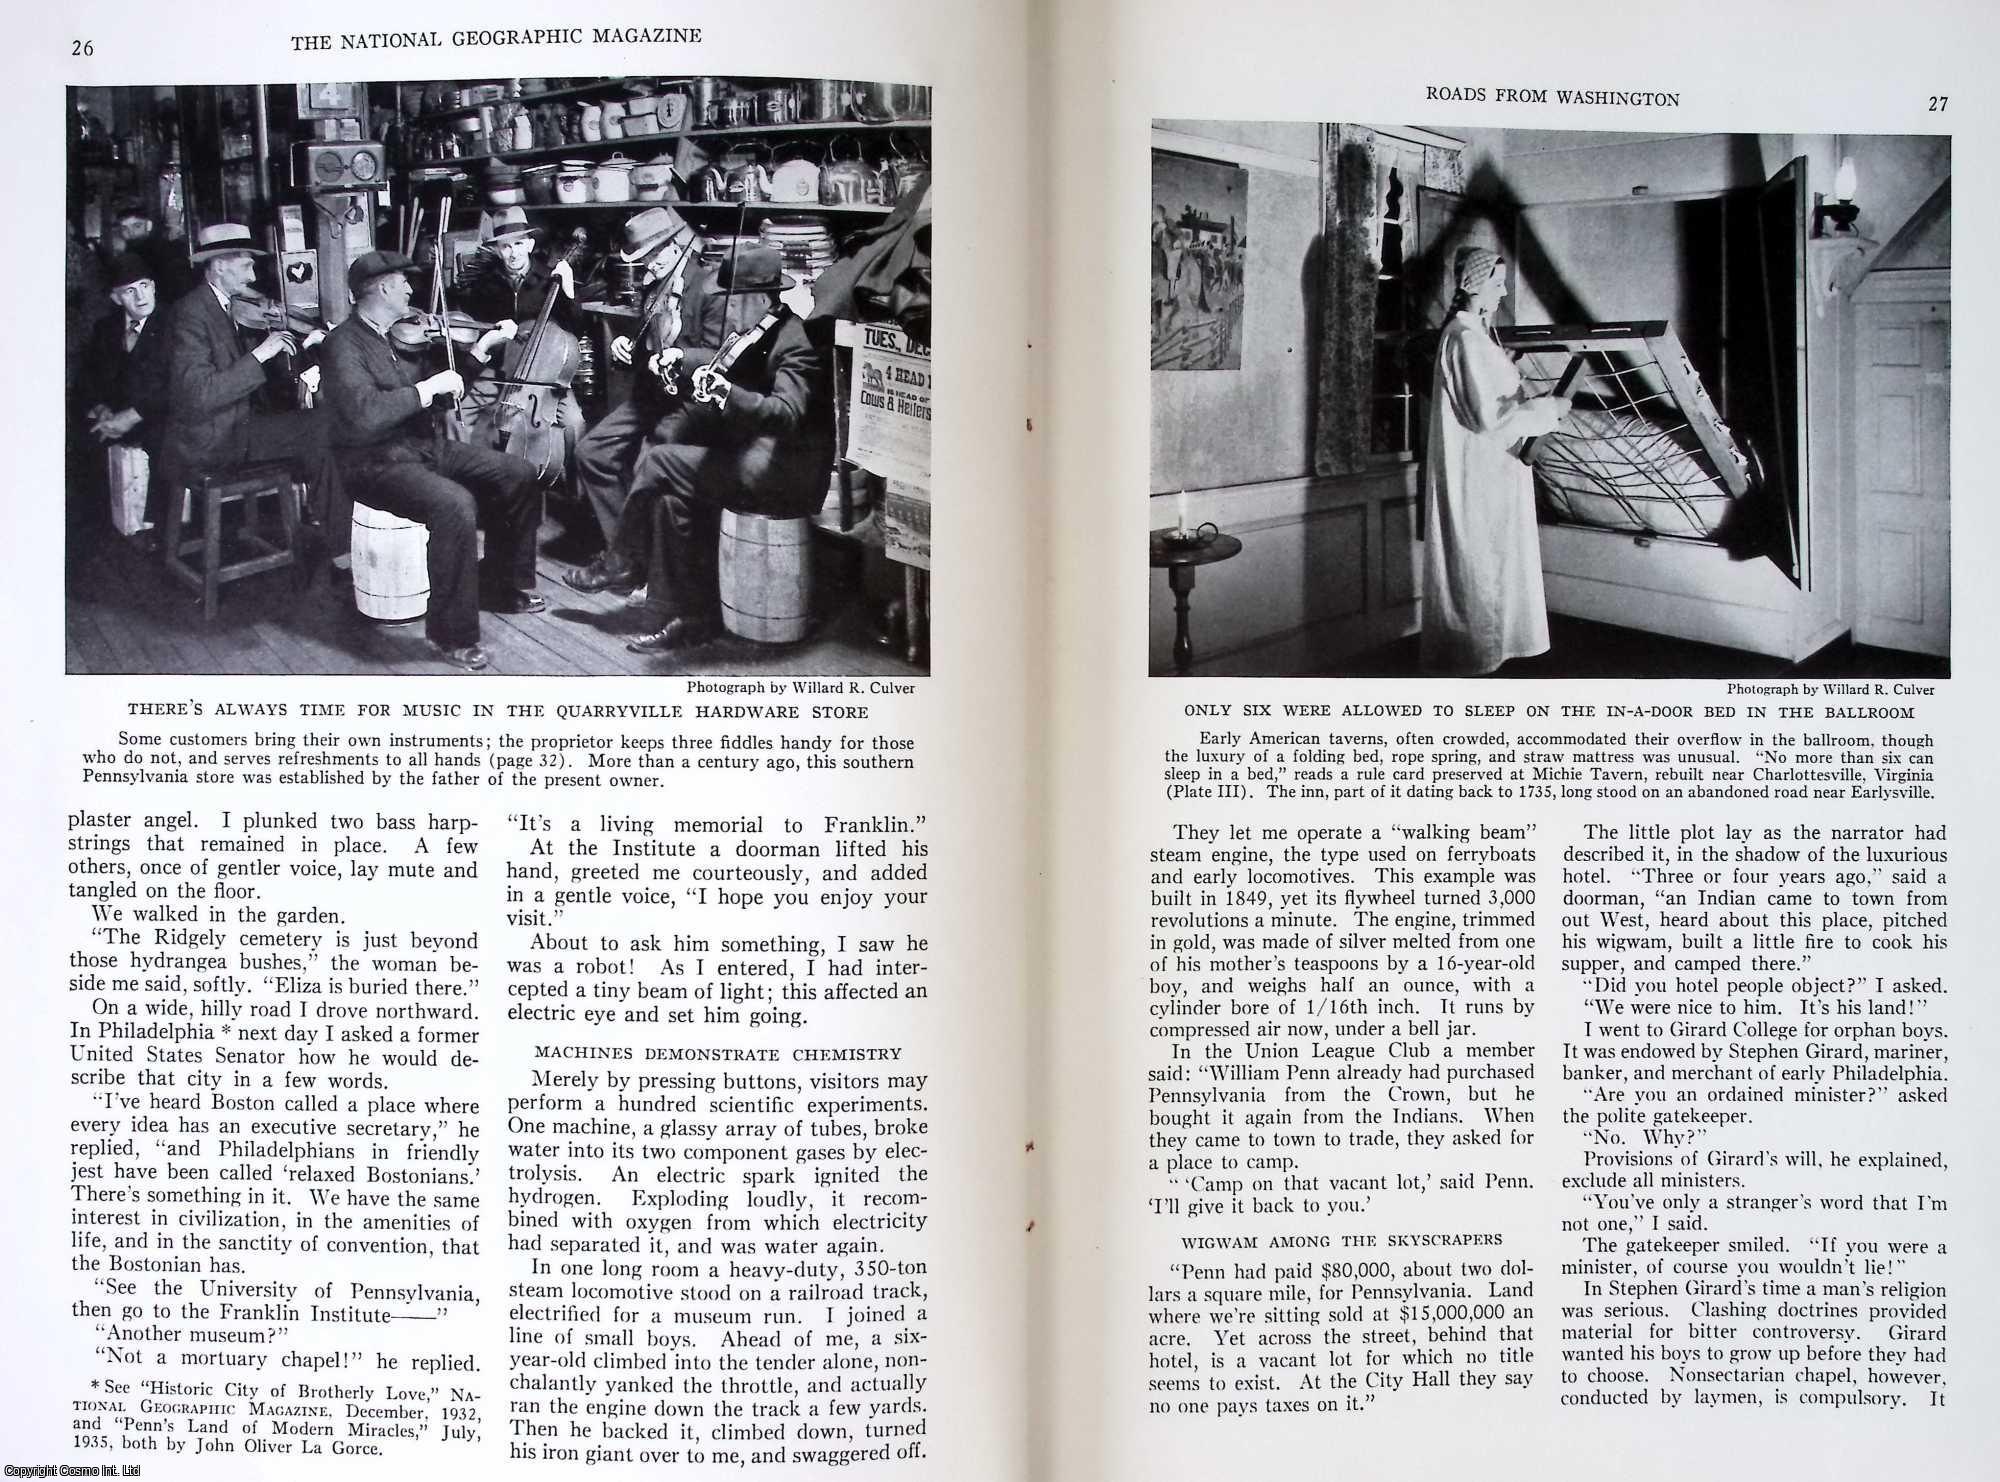 26
THE NATIONAL GEOGRAPHIC MAGAZINE
4
TUES., DEC
4 HEAD
Cows & Heifers
Photograph by Willard R. Culver
THERE'S ALWAYS TIME FOR MUSIC IN THE QUARRYVILLE HARDWARE STORE
Some customers bring their own instruments; the proprietor keeps three fiddles handy for those
who do not, and serves refreshments to all hands (page 32). More than a century ago, this southern
Pennsylvania store was established by the father of the present owner.
plaster angel. I plunked two bass harp-
strings that remained in place. A few
others, once of gentler voice, lay mute and
tangled on the floor.
We walked in the garden.
"The Ridgely cemetery is just beyond
those hydrangea bushes," the woman be-
side me said, softly. "Eliza is buried there."
On a wide, hilly road I drove northward.
In Philadelphia * next day I asked a former
United States Senator how he would de-
scribe that city in a few words.
"I've heard Boston called a place where
every idea has an executive secretary," he
replied, "and Philadelphians in friendly
jest have been called 'relaxed Bostonians.'
There's something in it. We have the same
interest in civilization, in the amenities of
life, and in the sanctity of convention, that
the Bostonian has.
"See the University of Pennsylvania,
then go to the Franklin Institute——"
"Another museum?"
"Not a mortuary chapel!" he replied.
* See "Historic City of Brotherly Love," NA-
TIONAL GEOGRAPHIC MAGAZINE, December, 1932,
and "Penn's Land of Modern Miracles," July,
1935, both by John Oliver La Gorce.
"It's a living memorial to Franklin."
At the Institute a doorman lifted his
hand, greeted me courteously, and added
in a gentle voice, "I hope you enjoy your
visit."
About to ask him something, I saw he
was a robot! As I entered, I had inter-
cepted a tiny beam of light; this affected an
electric eye and set him going.
MACHINES DEMONSTRATE CHEMISTRY
Merely by pressing buttons, visitors may
perform a hundred scientific experiments.
One machine, a glassy array of tubes, broke
water into its two component gases by elec-
trolysis. An electric spark ignited the
hydrogen. Exploding loudly, it recom-
bined with oxygen from which electricity
had separated it, and was water again.
In one long room a heavy-duty, 350-ton
steam locomotive stood on a railroad track,
electrified for a museum run. I joined a
line of small boys. Ahead of me, a six-
year-old climbed into the tender alone, non-
chalantly yanked the throttle, and actually
ran the engine down the track a few yards.
Then he backed it, climbed down, turned
his iron giant over to me, and swaggered off.
ROADS FROM WASHINGTON
27
Photograph by Willard R. Culver
ONLY SIX WERE ALLOWED TO SLEEP ON THE IN-A-DOOR BED IN THE BALLROOM
Early American taverns, often crowded, accommodated their overflow in the ballroom, though
the luxury of a folding bed, rope spring, and straw mattress was unusual. "No more than six can
sleep in a bed," reads a rule card preserved at Michie Tavern, rebuilt near Charlottesville, Virginia
(Plate III). The inn, part of it dating back to 1735, long stood on an abandoned road near Earlysville.
They let me operate a "walking beam"
steam engine, the type used on ferryboats
and early locomotives. This example was
built in 1849, yet its flywheel turned 3,000
revolutions a minute. The engine, trimmed
in gold, was made of silver melted from one
of his mother's teaspoons by a 16-year-old
boy, and weighs half an ounce, with a
cylinder bore of 1/16th inch. It runs by
compressed air now, under a bell jar.
In the Union League Club a member
said: "William Penn already had purchased
Pennsylvania from the Crown, but he
bought it again from the Indians. When
they came to town to trade, they asked for
a place to camp.
" 'Camp on that vacant lot,' said Penn.
'I'll give it back to you.'
WIGWAM AMONG THE SKYSCRAPERS
"Penn had paid $80,000, about two dol-
lars a square mile, for Pennsylvania. Land
where we're sitting sold at $15,000,000 an
acre. Yet across the street, behind that
hotel, is a vacant lot for which no title
seems to exist. At the City Hall they say
no one pays taxes on it."
The little plot lay as the narrator had
described it, in the shadow of the luxurious
hotel. "Three or four years ago," said a
doorman, "an Indian came to town from
out West, heard about this place, pitched
his wigwam, built a little fire to cook his
supper, and camped there."
"Did you hotel people object?" I asked.
"We were nice to him. It's his land!"
I went to Girard College for orphan boys.
It was endowed by Stephen Girard, mariner,
banker, and merchant of early Philadelphia.
"Are you an ordained minister?" asked
the polite gatekeeper.
"No. Why?"
Provisions of Girard's will, he explained,
exclude all ministers.
"You've only a stranger's word that I'm
not one," I said.
The gatekeeper smiled. "If you were a
minister, of course you wouldn't lie!"
In Stephen Girard's time a man's religion
was serious. Clashing doctrines provided
material for bitter controversy. Girard
wanted his boys to grow up before they had
to choose. Nonsectarian chapel, however,
conducted by laymen, is compulsory. It
Copyright Cosmo Int. Ltd